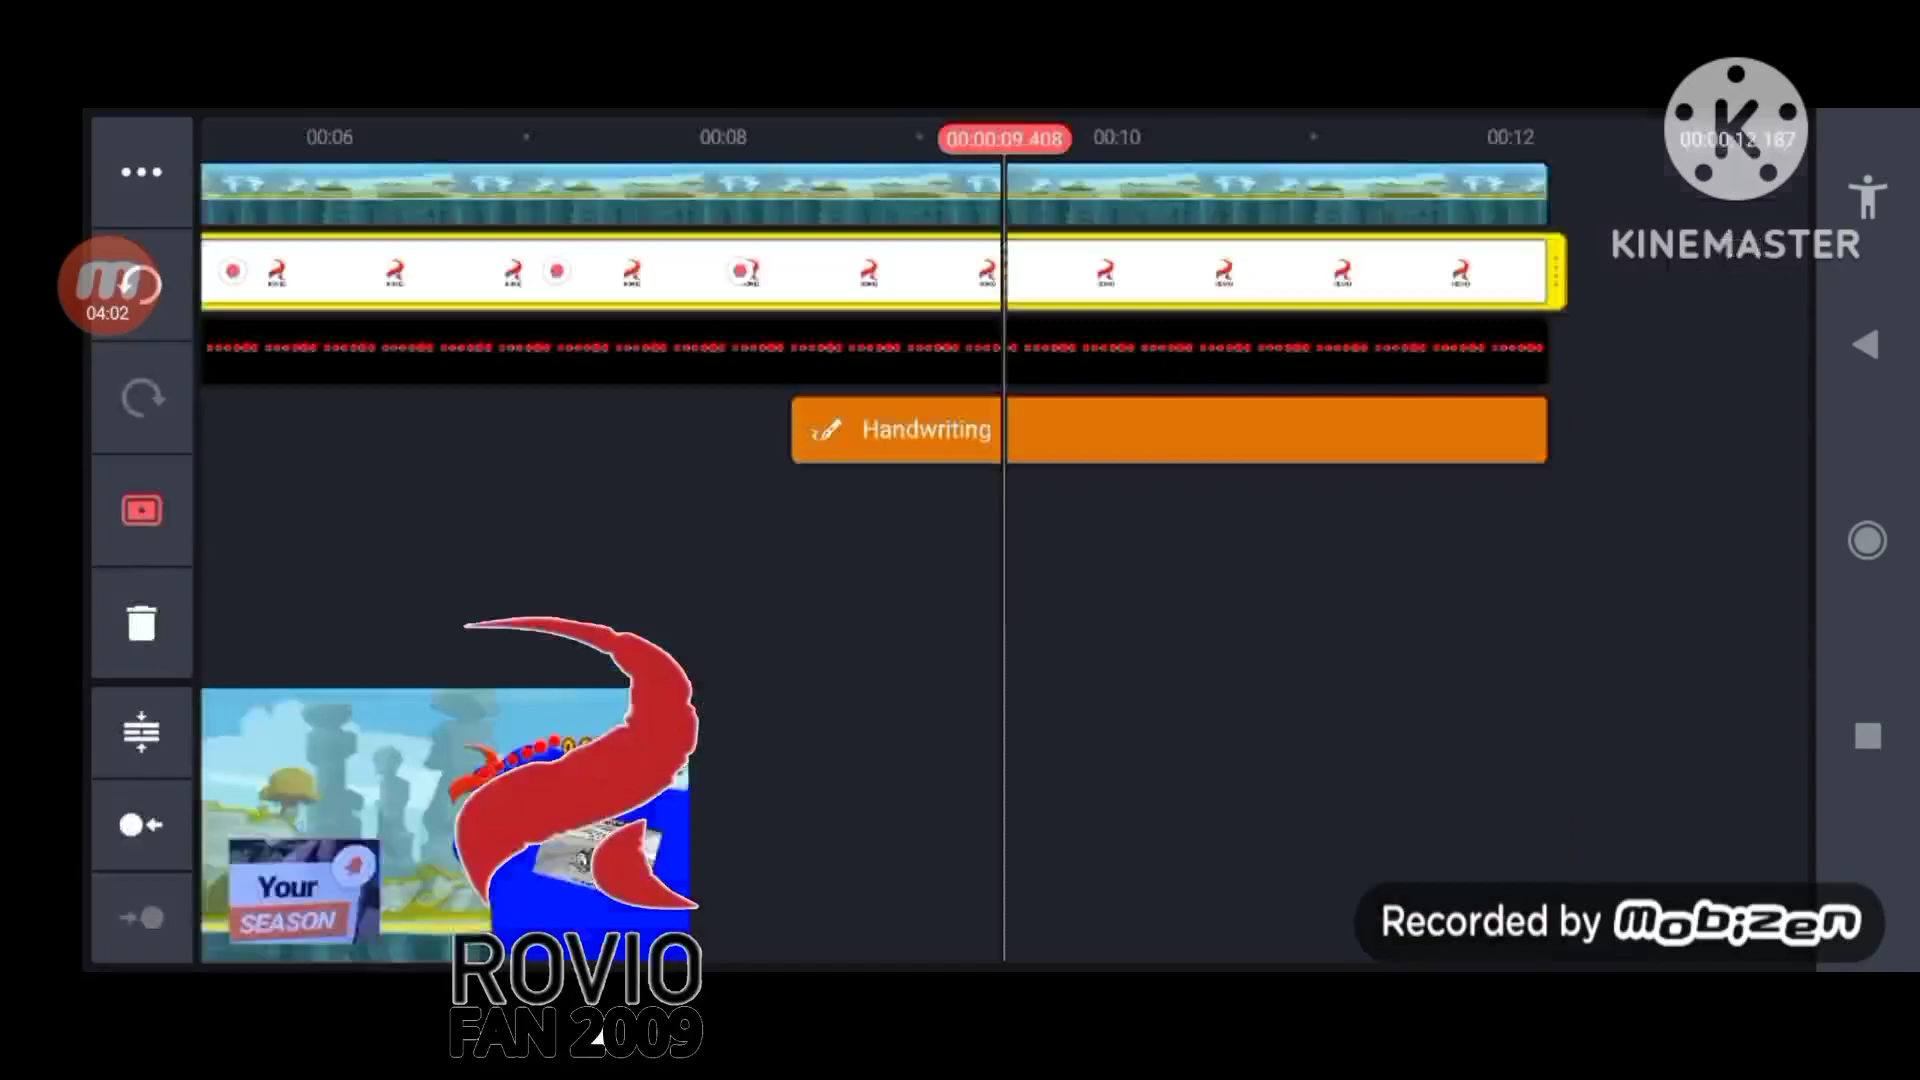 00:06
00:08
00:00:09.408
00:10
00:12
00:00:12.187
KINEMASTER
04:02
Handwriting
Your
SEASON
Recorded by mobizen
ROVIO
FAN 2009